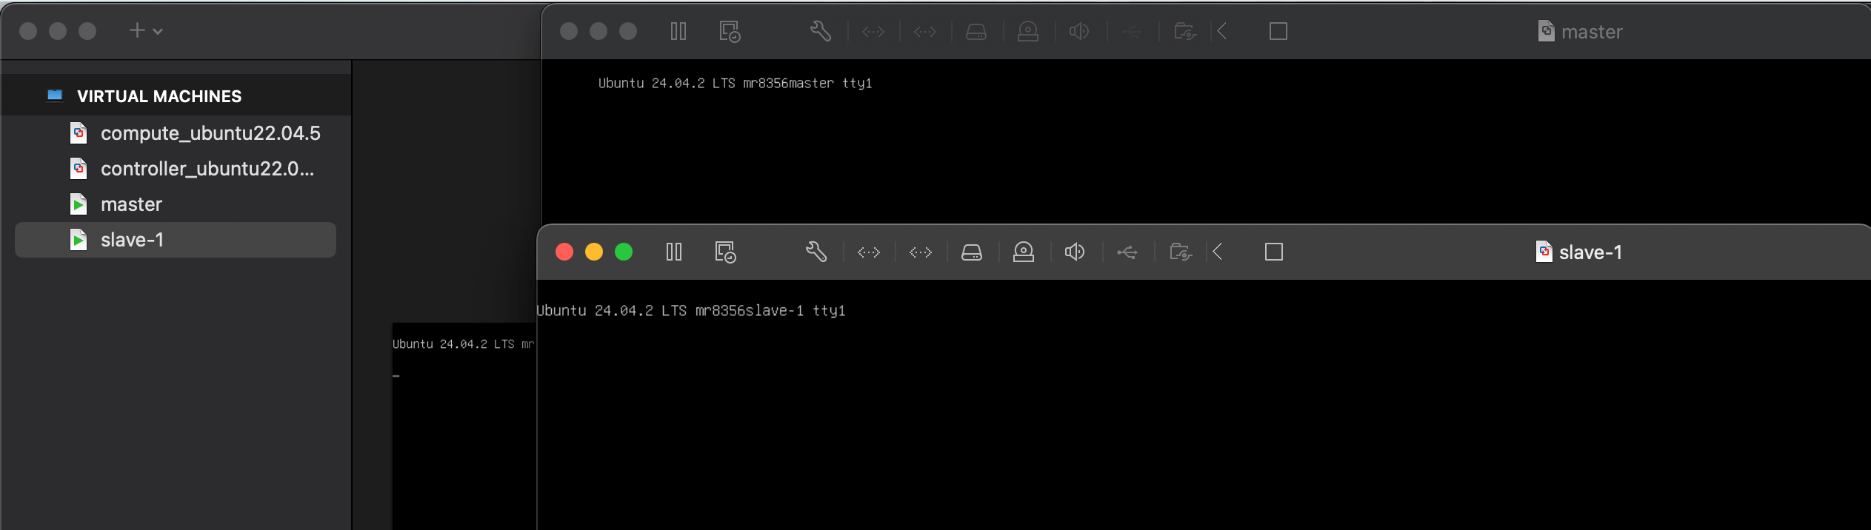 VIRTUAL MACHINES
compute_ubuntu22.04.5
controller_ubuntu22.0...
master
slave-1
Ubuntu 24.04.2 LTS mr
master
Ubuntu 24.04.2 LTS mr8356master tty1
slave-1
Ubuntu 24.04.2 LTS mr8356slave-1 tty1